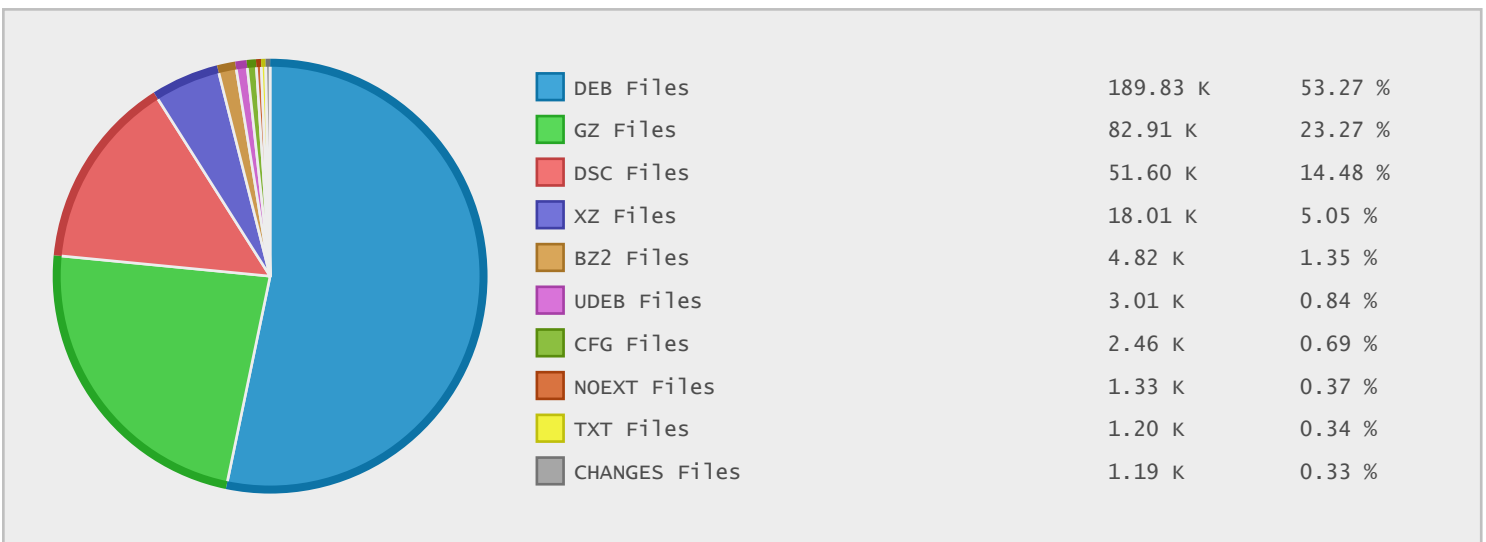 DEB Files 189.83 K 53.27 %
GZ Files 82.91 K 23.27 %
DSC Files 51.60 K 14.48 %
XZ Files 18.01 K 5.05 %
BZ2 Files 4.82 K 1.35 %
UDEB Files 3.01 K 0.84 %
CFG Files 2.46 K 0.69 %
NOEXT Files 1.33 K 0.37 %
TXT Files 1.20 K 0.34 %
CHANGES Files 1.19 K 0.33 %